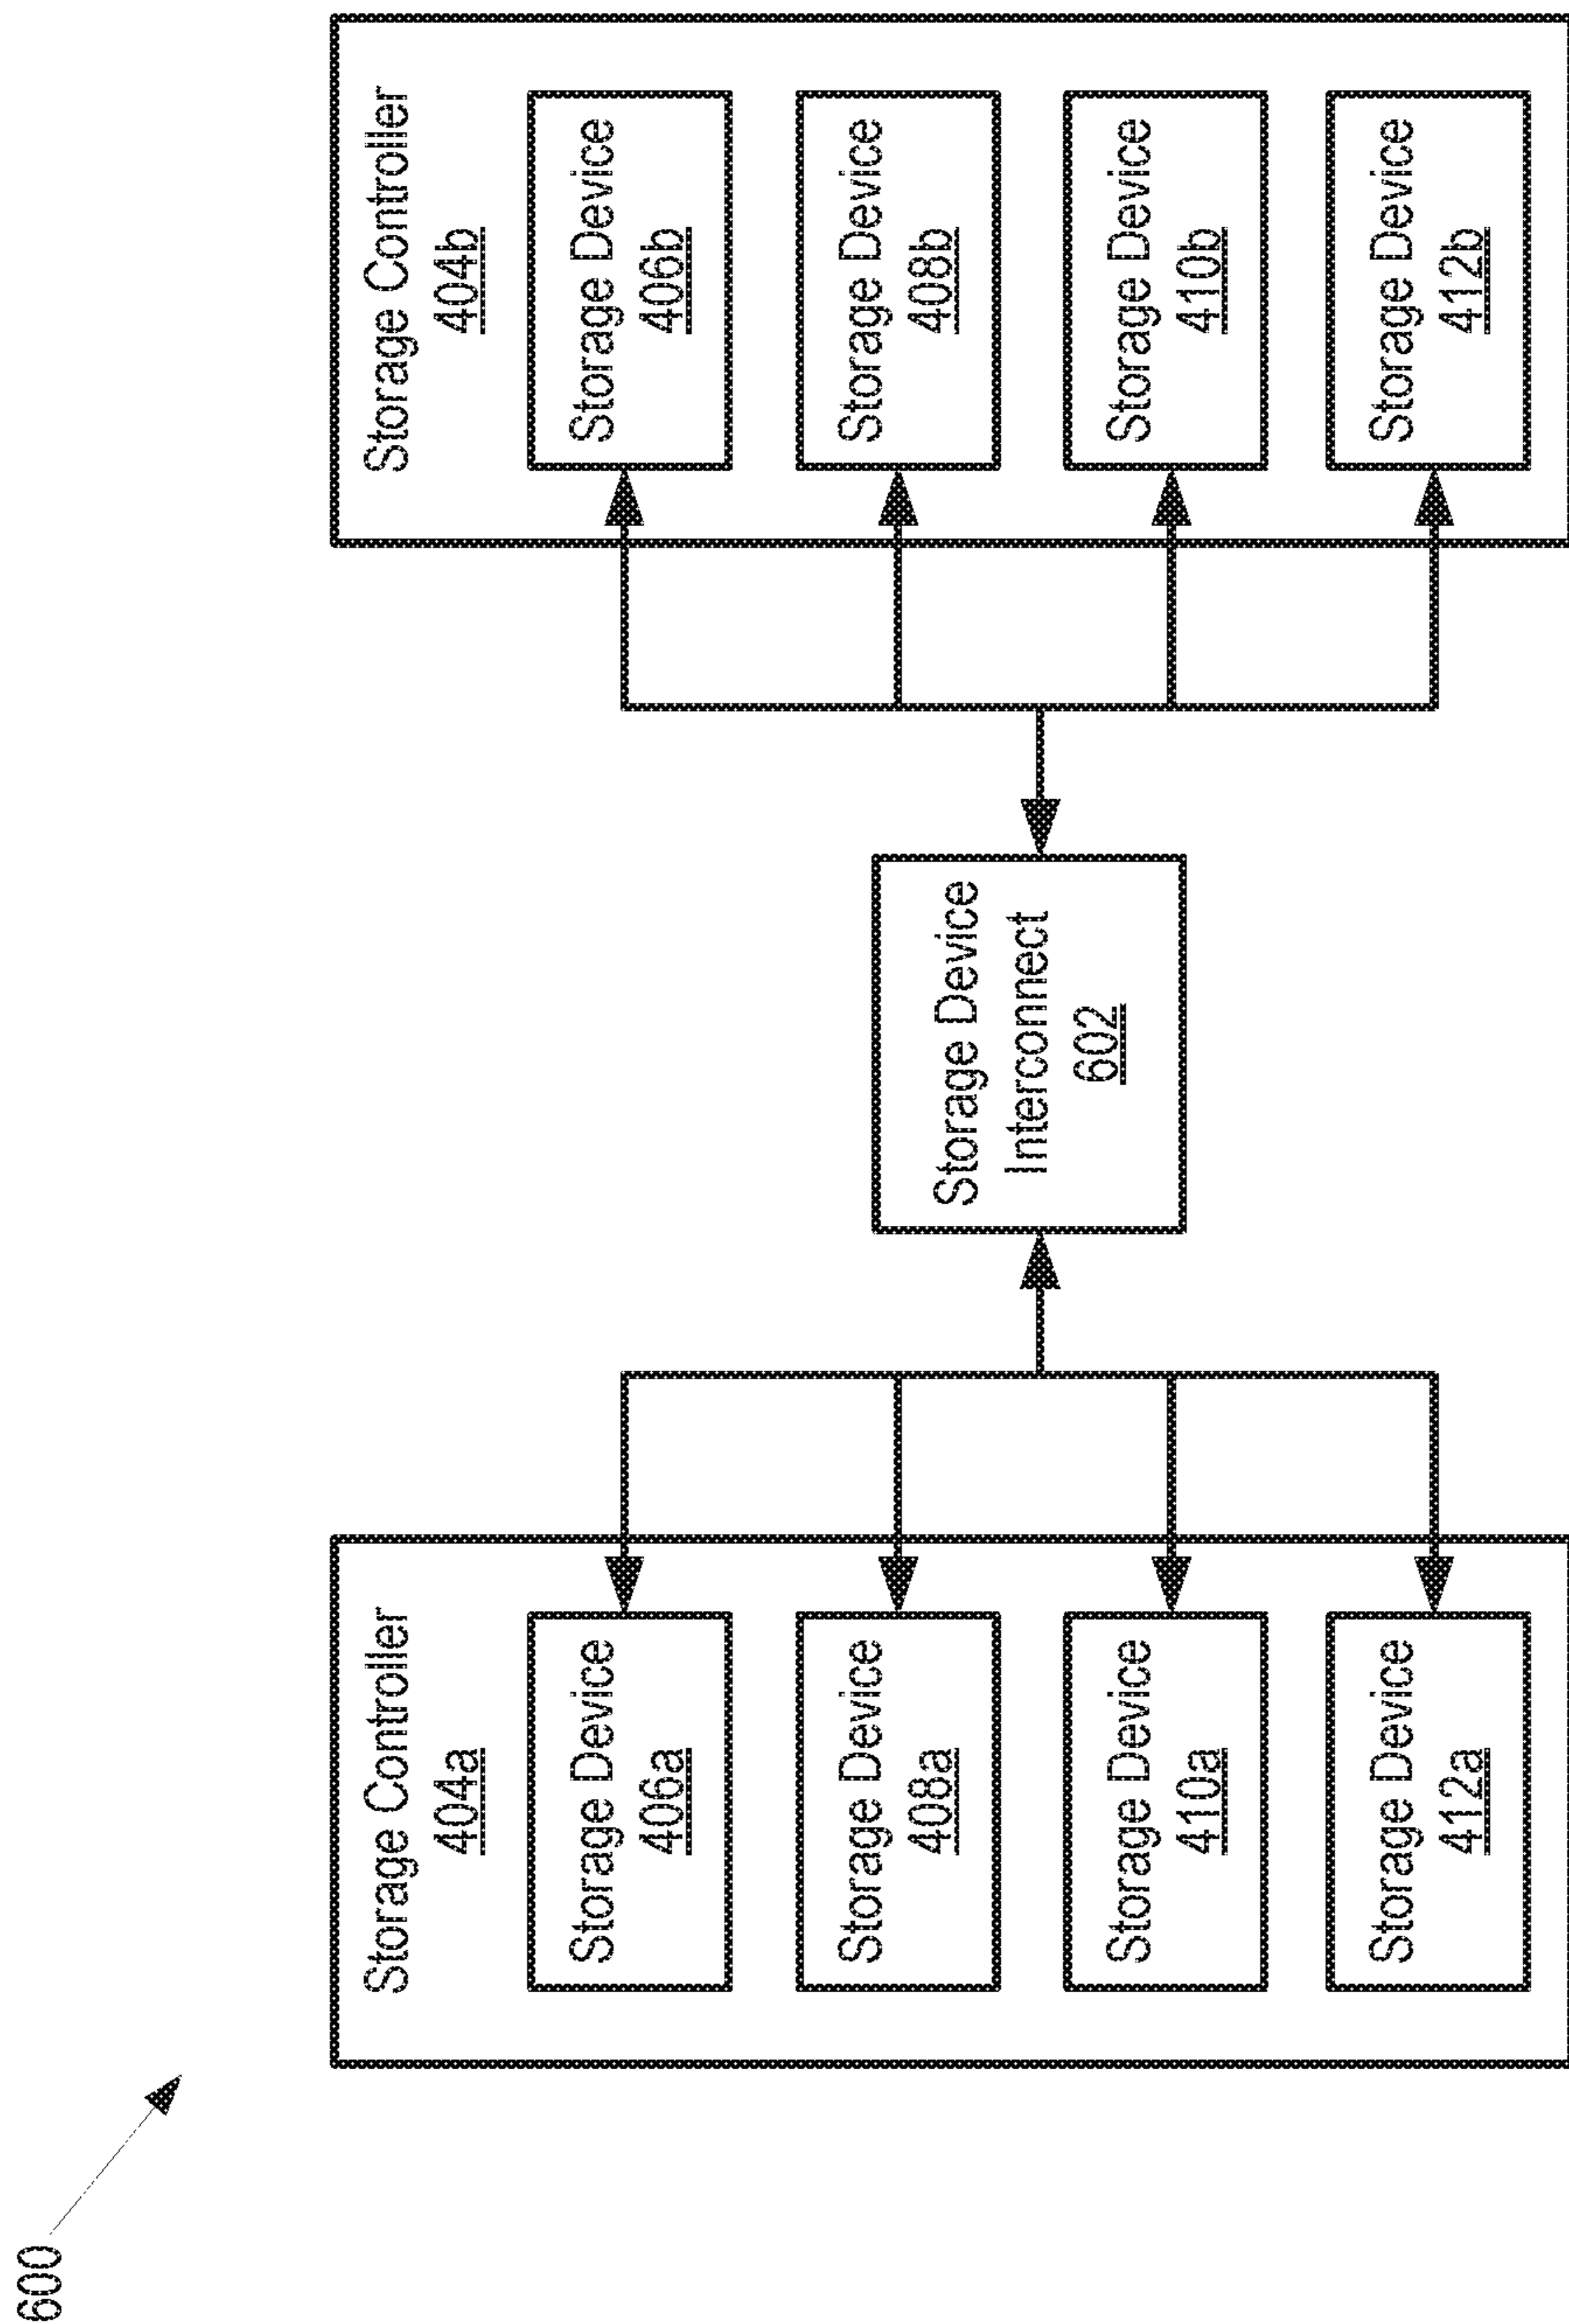 600
Storage Controller
404a
Storage Device
406a
Storage Device
408a
Storage Device
410a
Storage Device
412a
Storage Device
Interconnect
602
Storage Controller
404b
Storage Device
406b
Storage Device
408b
Storage Device
410b
Storage Device
412b